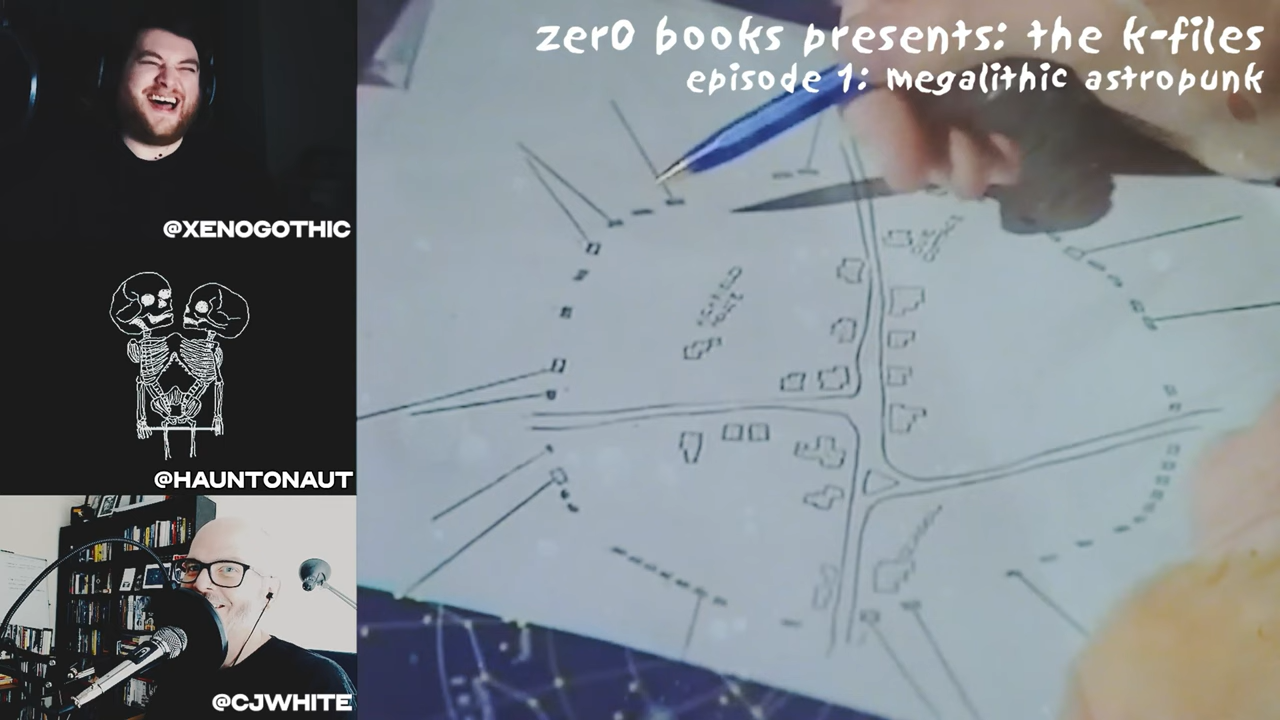 zer0 books presents: the k-files
episode 1: megalithic astropunk
@XENOGOTHIC
@HAUNTONAUT
@CJWHITE